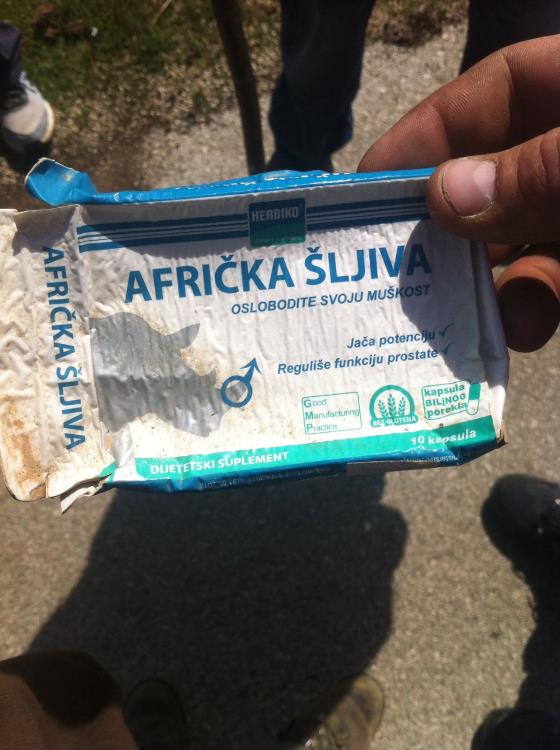 HERBIKO
AFRIČKA ŠLJIVA
OSLOBODITE SVOJU MUŠKOST
Jača potenciju
Reguliše funkciju prostate
Good
Manufacturing
Practice
BEZ GLUTENA
kapsula
BILJNOG
porekla
10 kapsula
DIJETETSKI SUPLEMENT
AFRIČKA ŠLJIVA